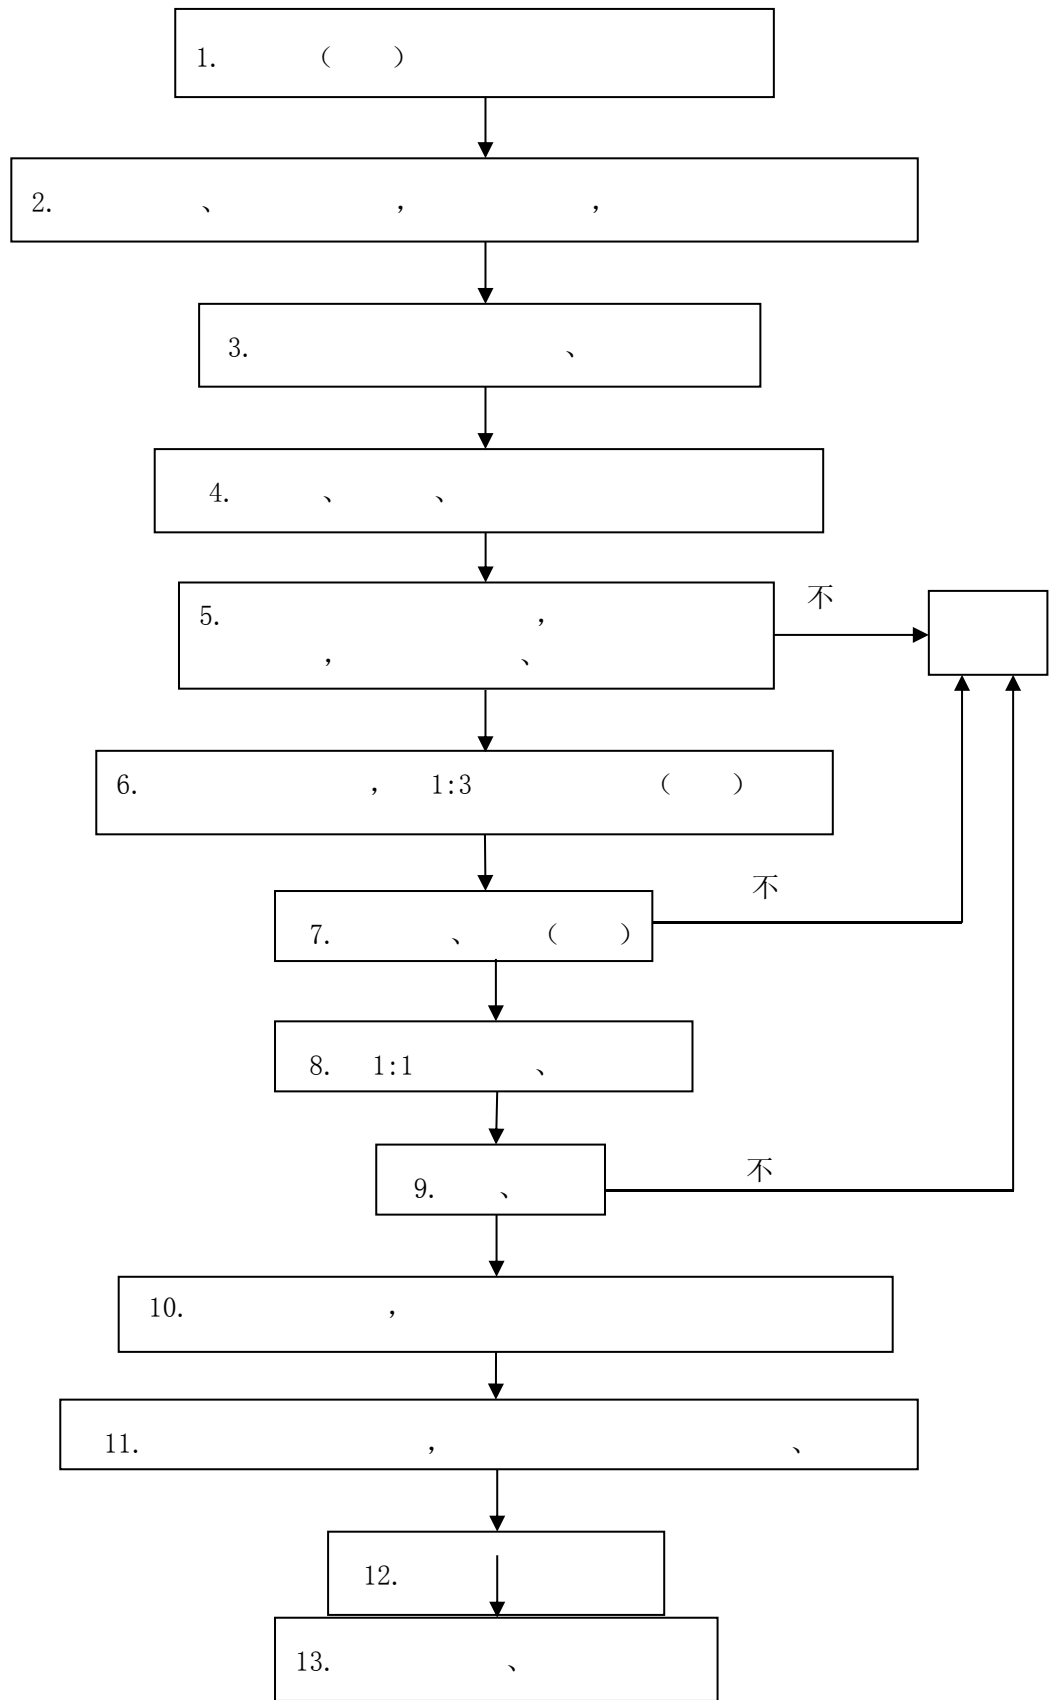 1. （ ）
2. 、 ， ，
3. 、
4. 、 、
5. ，
， 、
不
6. ， 1:3 （ ）
不
7. 、 （ ）
8. 1:1 、
9. 、
不
10. ，
11. ， 、
12.
13. 、